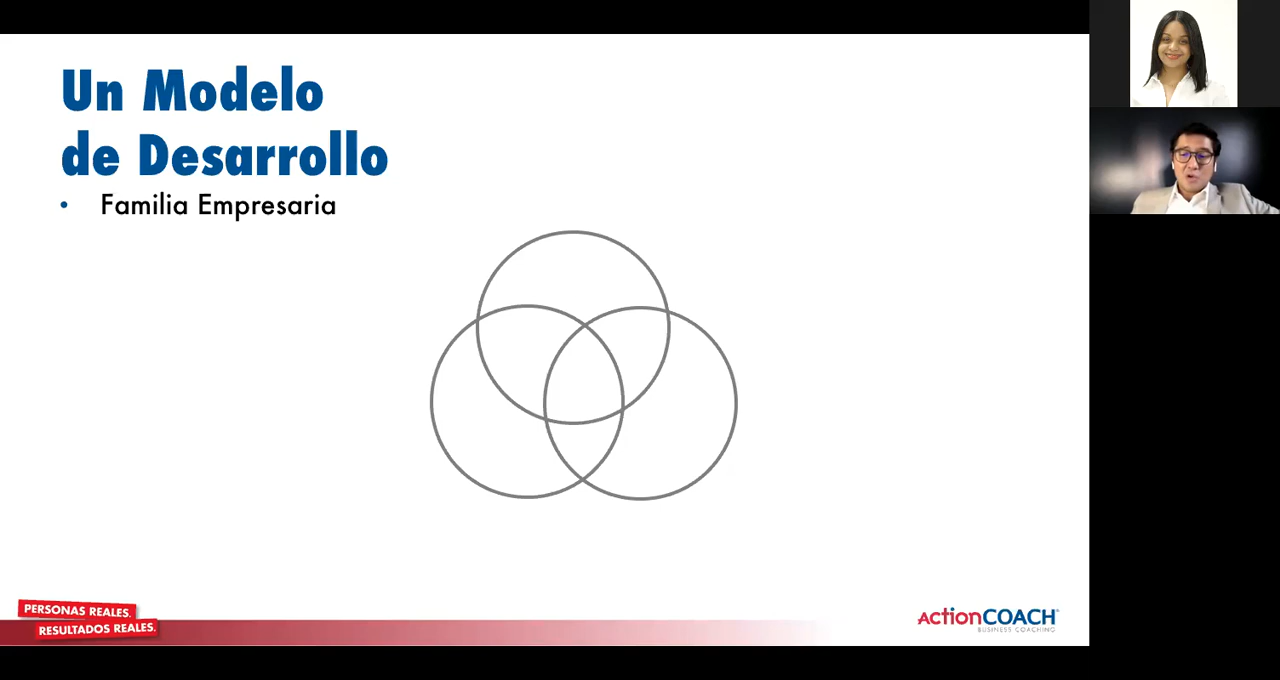 Un Modelo
de Desarrollo
• Familia Empresaria
PERSONAS REALES.
RESULTADOS REALES.
ActionCOACH
BUSINESS COACHING